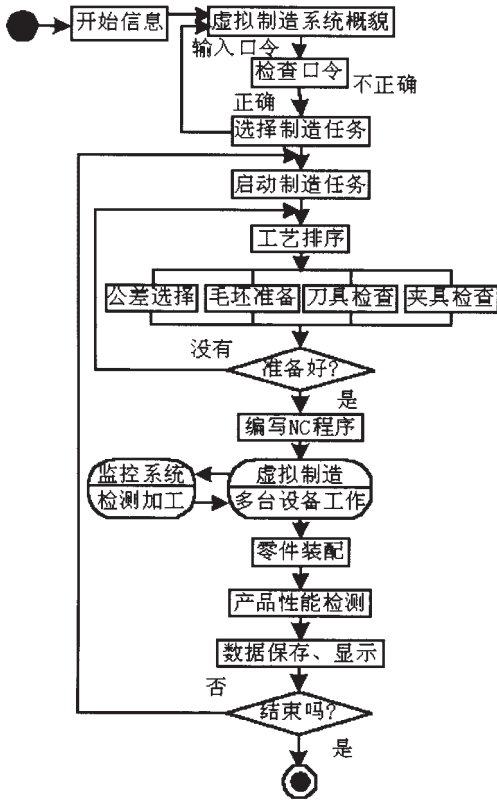 开始信息
虚拟制造系统概貌
输入口令
检查口令
不正确
正确
选择制造任务
启动制造任务
工艺排序
公差选择
毛坯准备
刀具检查
夹具检查
没有
准备好?
是
编写NC程序
监控系统
检测加工
虚拟制造
多台设备工作
零件装配
产品性能检测
数据保存、显示
否
结束吗?
是